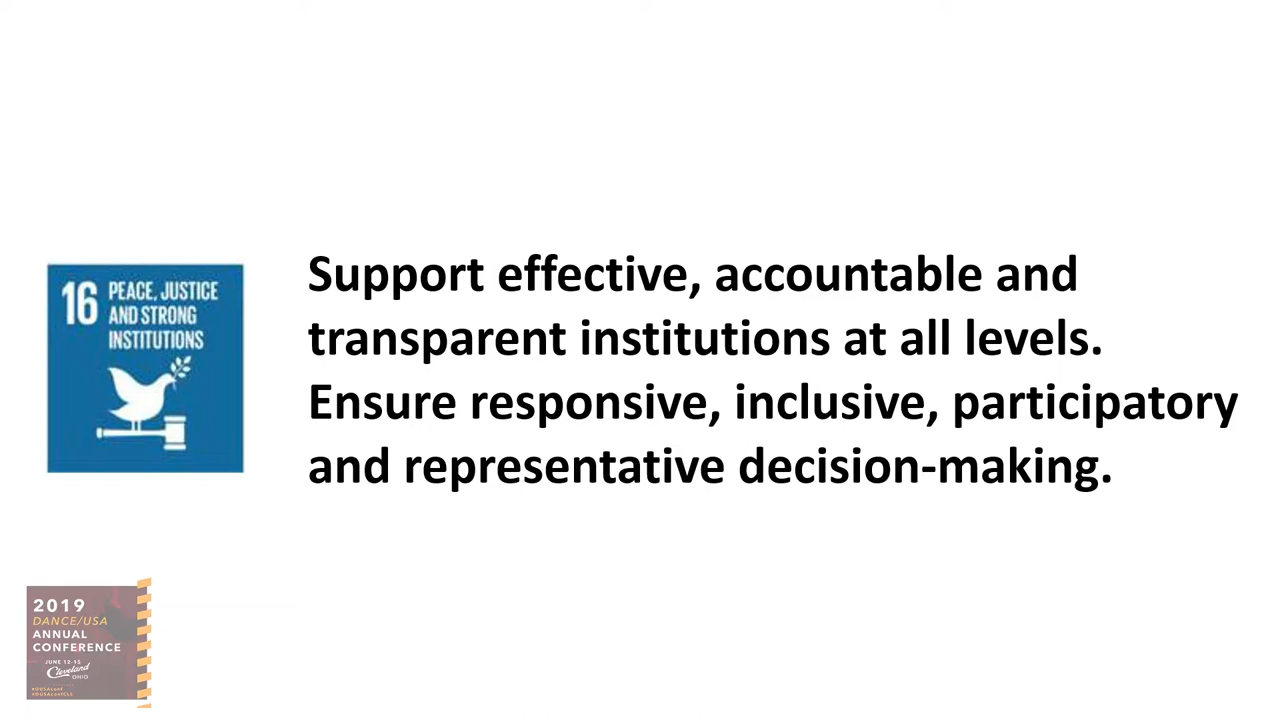 16 PEACE, JUSTICE
AND STRONG
INSTITUTIONS
Support effective, accountable and
transparent institutions at all levels.
Ensure responsive, inclusive, participatory
and representative decision-making.
2019
DANCE/USA
ANNUAL
CONFERENCE
JUNE 12-15
Cleveland
OHIO
#DUSAconf